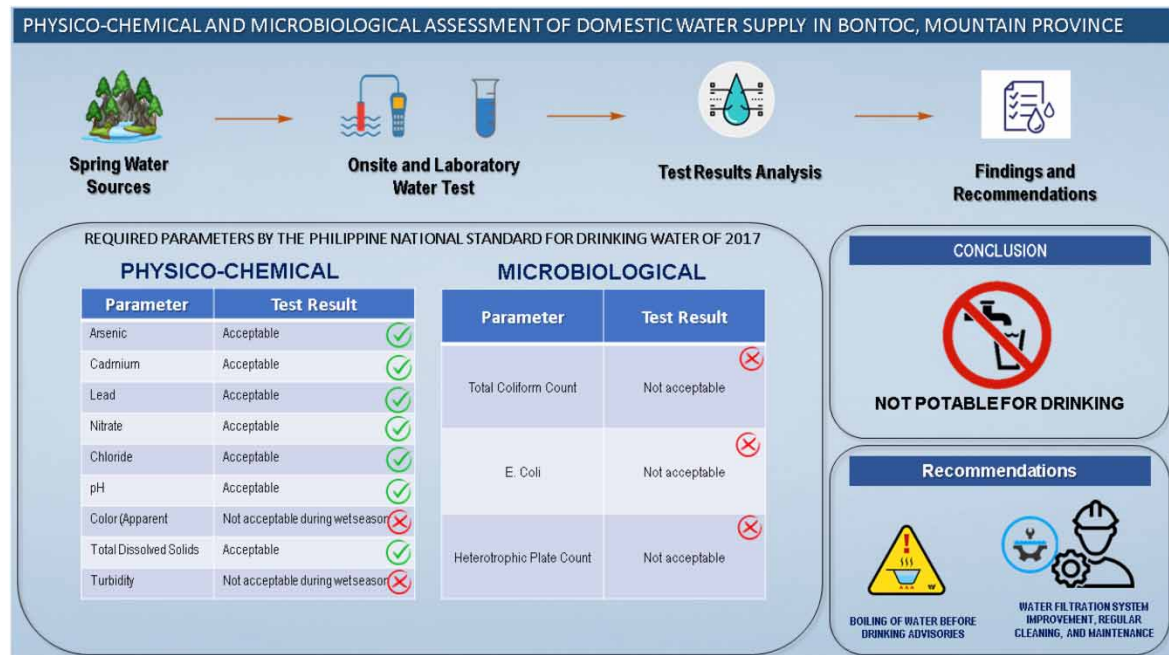 PHYSICO-CHEMICAL AND MICROBIOLOGICAL ASSESSMENT OF DOMESTIC WATER SUPPLY IN BONTOC, MOUNTAIN PROVINCE
Spring Water
Sources
Onsite and Laboratory
Water Test
Test Results Analysis
Findings and
Recommendations
REQUIRED PARAMETERS BY THE PHILIPPINE NATIONAL STANDARD FOR DRINKING WATER OF 2017
PHYSICO-CHEMICAL
Parameter Test Result
Arsenic Acceptable
Cadmium Acceptable
Lead Acceptable
Nitrate Acceptable
Chloride Acceptable
pH Acceptable
Color (Apparent Not acceptable during wet season
Total Dissolved Solids Acceptable
Turbidity Not acceptable during wet season
MICROBIOLOGICAL
Parameter Test Result
Total Coliform Count Not acceptable
E. Coli Not acceptable
Heterotrophic Plate Count Not acceptable
CONCLUSION
NOT POTABLE FOR DRINKING
Recommendations
BOILING OF WATER BEFORE
DRINKING ADVISORIES
WATER FILTRATION SYSTEM
IMPROVEMENT, REGULAR
CLEANING, AND MAINTENANCE